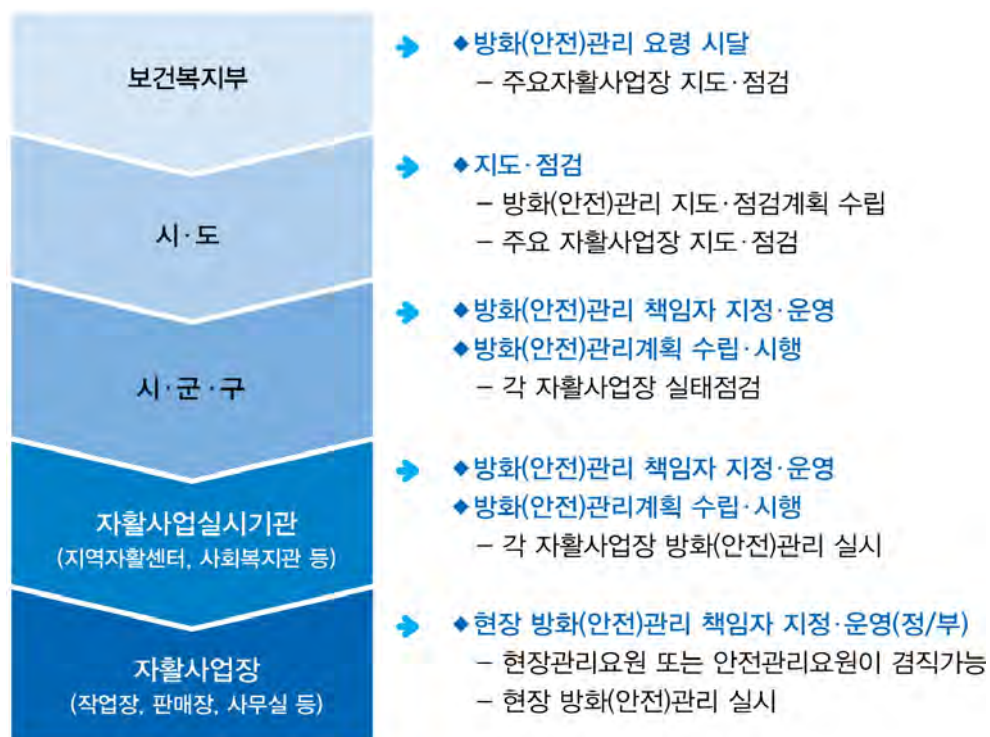 보건복지부
◆방화(안전)관리 요령 시달
– 주요자활사업장 지도·점검
시·도
◆지도·점검
– 방화(안전)관리 지도·점검계획 수립
– 주요 자활사업장 지도·점검
시·군·구
◆방화(안전)관리 책임자 지정·운영
◆방화(안전)관리계획 수립·시행
– 각 자활사업장 실태점검
자활사업실시기관
(지역자활센터, 사회복지관 등)
◆방화(안전)관리 책임자 지정·운영
◆방화(안전)관리계획 수립·시행
– 각 자활사업장 방화(안전)관리 실시
자활사업장
(작업장, 판매장, 사무실 등)
◆현장 방화(안전)관리 책임자 지정·운영(정/부)
– 현장관리요원 또는 안전관리요원이 겸직가능
– 현장 방화(안전)관리 실시